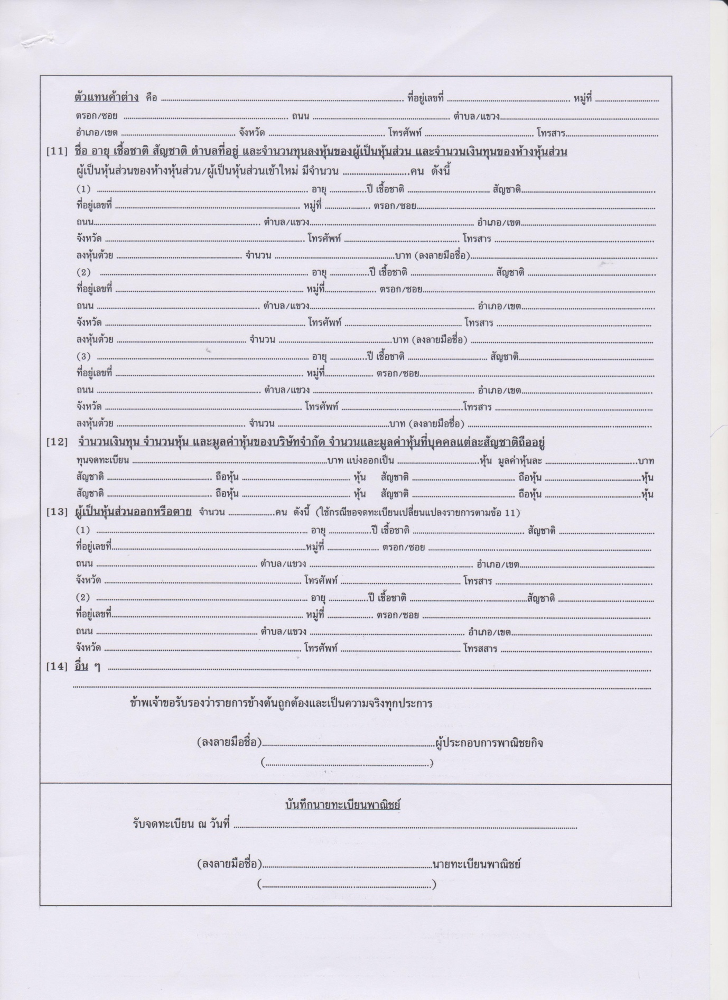 ตัวแทนค้าต่าง คือ ........................ ที่อยู่เลขที่ ........................ หมู่ที่ ........................
ตรอก/ซอย ........................ ถนน ........................ ตำบล/แขวง........................
อำเภอ/เขต ........................ จังหวัด ........................ โทรศัพท์ ........................ โทรสาร........................
[11] ชื่อ อายุ เชื้อชาติ สัญชาติ ตำบลที่อยู่ และจำนวนทุนลงหุ้นของผู้เป็นหุ้นส่วน และจำนวนเงินทุนของห้างหุ้นส่วน
ผู้เป็นหุ้นส่วนของห้างหุ้นส่วน/ผู้เป็นหุ้นส่วนเข้าใหม่ มีจำนวน ........................คน ดังนี้
(1) ........................ อายุ ................ปี เชื้อชาติ ........................ สัญชาติ........................
ที่อยู่เลขที่ ........................ หมู่ที่ ................ ตรอก/ซอย........................
ถนน........................ ตำบล/แขวง........................ อำเภอ/เขต........................
จังหวัด ........................ โทรศัพท์ ........................ โทรสาร ........................
ลงหุ้นด้วย ........................ จำนวน ........................บาท (ลงลายมือชื่อ)........................
(2) ........................ อายุ ................ปี เชื้อชาติ ........................ สัญชาติ ........................
ที่อยู่เลขที่ ........................ หมู่ที่................ ตรอก/ซอย........................
ถนน ........................ ตำบล/แขวง........................ อำเภอ/เขต........................
จังหวัด ........................ โทรศัพท์ ........................ โทรสาร ........................
ลงหุ้นด้วย ........................ จำนวน ........................บาท (ลงลายมือชื่อ) ........................
(3) ........................ อายุ ................ปี เชื้อชาติ ........................ สัญชาติ........................
ที่อยู่เลขที่ ........................ หมู่ที่................ ตรอก/ซอย........................
ถนน ........................ ตำบล/แขวง ........................ อำเภอ/เขต........................
จังหวัด ........................ โทรศัพท์ ........................โทรสาร ........................
ลงหุ้นด้วย ........................ จำนวน ........................บาท (ลงลายมือชื่อ) ........................
[12] จำนวนเงินทุน จำนวนหุ้น และมูลค่าหุ้นของบริษัทจำกัด จำนวนและมูลค่าหุ้นที่บุคคลแต่ละสัญชาติถืออยู่
ทุนจดทะเบียน ........................บาท แบ่งออกเป็น ........................หุ้น มูลค่าหุ้นละ ........................บาท
สัญชาติ ........................ ถือหุ้น ........................ หุ้น สัญชาติ ........................ ถือหุ้น ........................หุ้น
สัญชาติ ........................ ถือหุ้น ........................ หุ้น สัญชาติ ........................ ถือหุ้น ........................หุ้น
[13] ผู้เป็นหุ้นส่วนออกหรือตาย จำนวน ................คน ดังนี้ (ใช้กรณีขอจดทะเบียนเปลี่ยนแปลงรายการตามข้อ 11)
(1) ........................ อายุ ................ปี เชื้อชาติ ........................ สัญชาติ ........................
ที่อยู่เลขที่........................หมู่ที่ ................ ตรอก/ซอย ........................
ถนน ........................ ตำบล/แขวง ........................ อำเภอ/เขต........................
จังหวัด ........................ โทรศัพท์ ........................ โทรสาร ........................
(2) ........................ อายุ ................ปี เชื้อชาติ ........................สัญชาติ ........................
ที่อยู่เลขที่........................ หมู่ที่ ................ ตรอก/ซอย ........................
ถนน ........................ ตำบล/แขวง ........................ อำเภอ/เขต........................
จังหวัด ........................ โทรศัพท์ ........................ โทรสสาร ........................
[14] อื่น ๆ ........................
........................
ข้าพเจ้าขอรับรองว่ารายการข้างต้นถูกต้องและเป็นความจริงทุกประการ
(ลงลายมือชื่อ)........................ผู้ประกอบการพาณิชยกิจ
(........................)
บันทึกนายทะเบียนพาณิชย์
รับจดทะเบียน ณ วันที่ ........................
(ลงลายมือชื่อ)........................นายทะเบียนพาณิชย์
(........................)